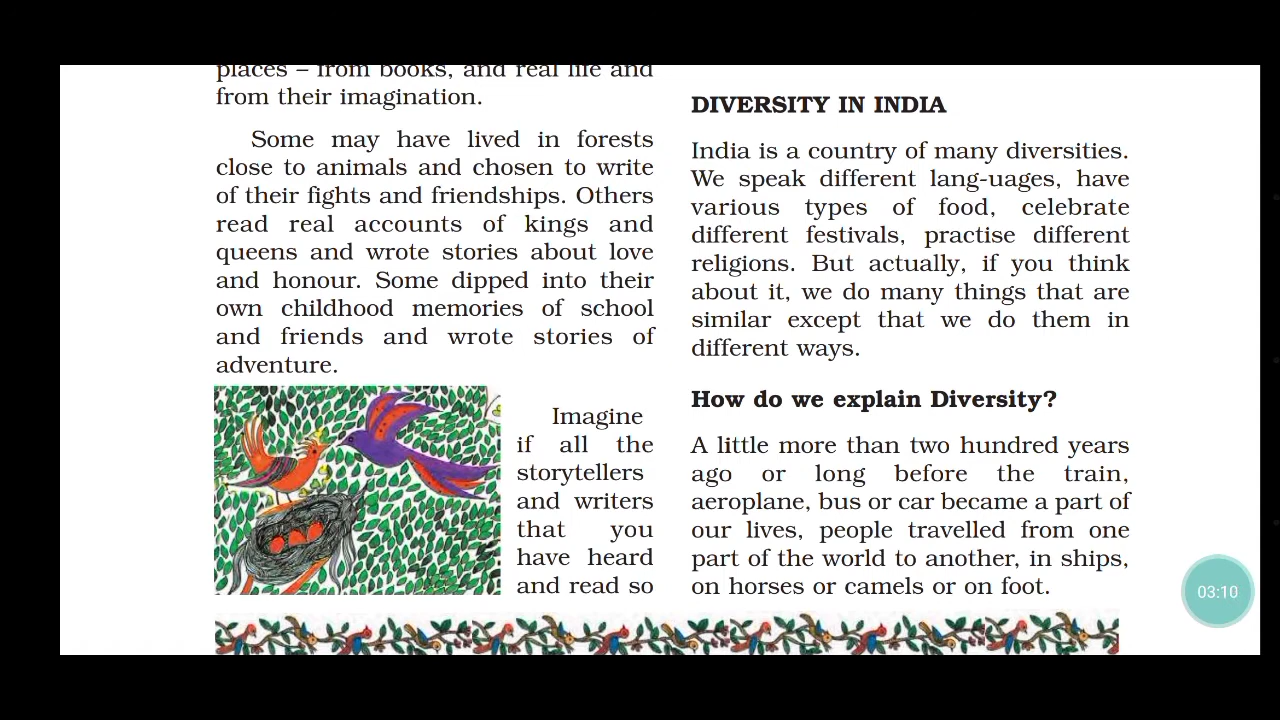 places – from books, and real life and
from their imagination.
Some may have lived in forests
close to animals and chosen to write
of their fights and friendships. Others
read real accounts of kings and
queens and wrote stories about love
and honour. Some dipped into their
own childhood memories of school
and friends and wrote stories of
adventure.
Imagine
if all the
storytellers
and writers
that you
have heard
and read so
DIVERSITY IN INDIA
India is a country of many diversities.
We speak different lang-uages, have
various types of food, celebrate
different festivals, practise different
religions. But actually, if you think
about it, we do many things that are
similar except that we do them in
different ways.
How do we explain Diversity?
A little more than two hundred years
ago or long before the train,
aeroplane, bus or car became a part of
our lives, people travelled from one
part of the world to another, in ships,
on horses or camels or on foot.
03:10